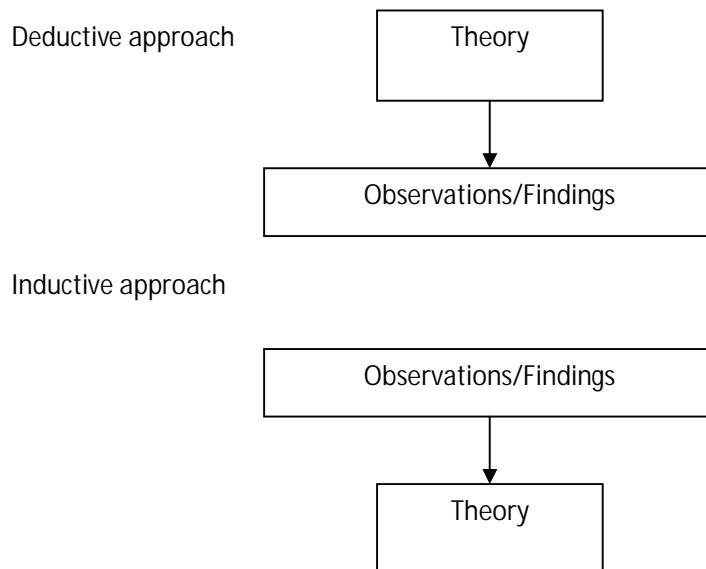 Deductive approach
Theory
Observations/Findings
Inductive approach
Observations/Findings
Theory